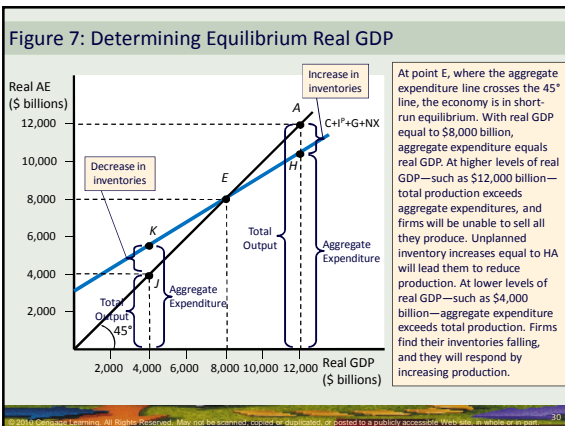 Figure 7: Determining Equilibrium Real GDP
Real AE
($ billions)
12,000
10,000
8,000
6,000
4,000
2,000
Increase in
inventories
A
C+Iᴾ+G+NX
H
Decrease in
inventories
E
K
J
Total
Output
Aggregate
Expenditure
Total
Output
Aggregate
Expenditure
45°
2,000 4,000 6,000 8,000 10,000 12,000
Real GDP
($ billions)
At point E, where the aggregate
expenditure line crosses the 45°
line, the economy is in short-
run equilibrium. With real GDP
equal to $8,000 billion,
aggregate expenditure equals
real GDP. At higher levels of real
GDP—such as $12,000 billion—
total production exceeds
aggregate expenditures, and
firms will be unable to sell all
they produce. Unplanned
inventory increases equal to HA
will lead them to reduce
production. At lower levels of
real GDP—such as $4,000
billion—aggregate expenditure
exceeds total production. Firms
find their inventories falling,
and they will respond by
increasing production.
© 2010 Cengage Learning. All Rights Reserved. May not be scanned, copied or duplicated, or posted to a publicly accessible Web site, in whole or in part.
30